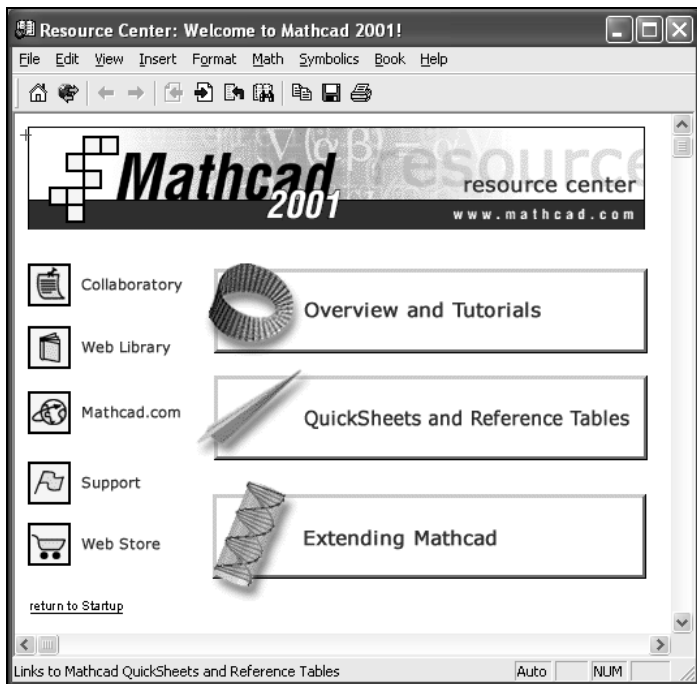 Resource Center: Welcome to Mathcad 2001!
File Edit View Insert Format Math Symbolics Book Help
resource
Mathcad
2001
resource center
www.mathcad.com
Collaboratory
Overview and Tutorials
Web Library
Mathcad.com
QuickSheets and Reference Tables
Support
Web Store
Extending Mathcad
return to Startup
Links to Mathcad QuickSheets and Reference Tables
Auto
NUM